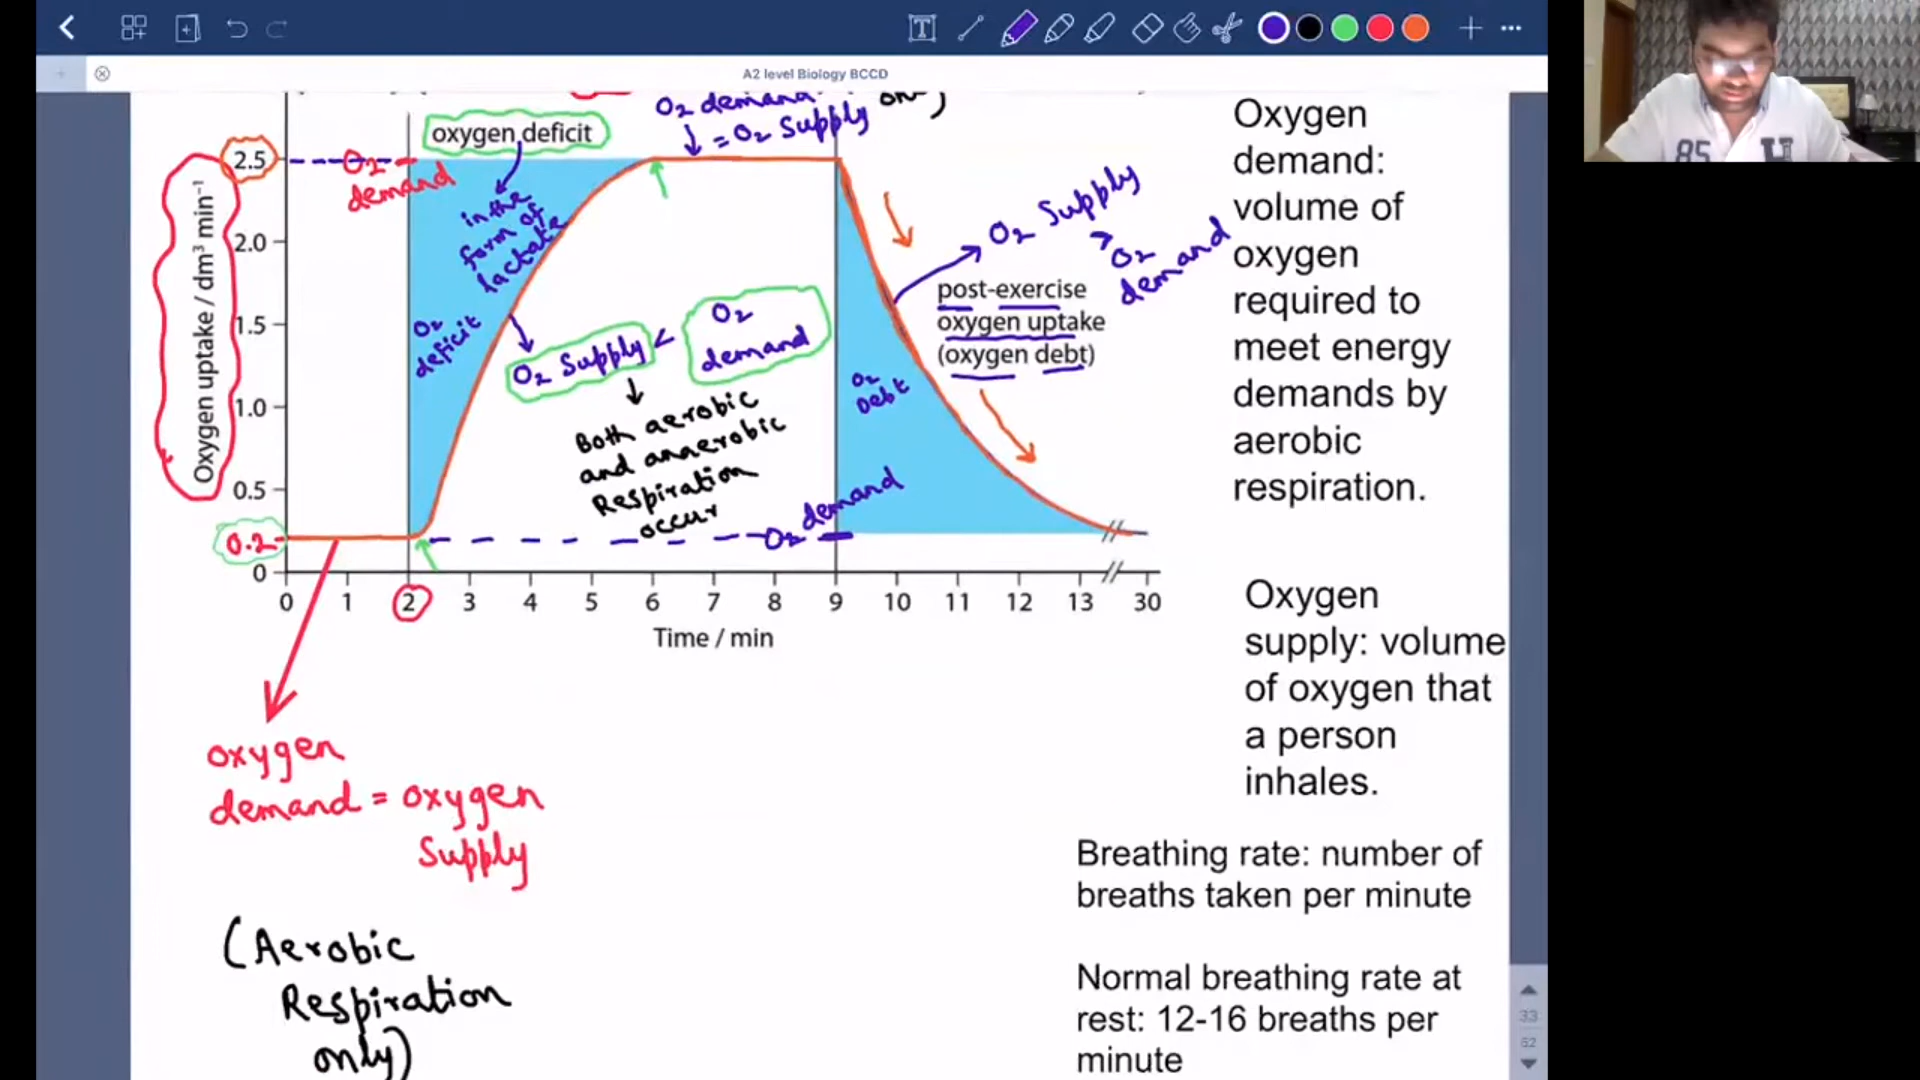 A2 level Biology BCCD
O2 demand
= O2 Supply
only)
oxygen deficit
2.5
O2
demand
in the
form of
lactate
O2
deficit
Oxygen uptake / dm³ min⁻¹
2.0
1.5
1.0
0.5
0.2
0
O2 Supply < O2
demand
Both aerobic
and anaerobic
Respiration
occur
O2 demand
O2 Supply
> O2
demand
post-exercise
oxygen uptake
(oxygen debt)
O2
Debt
0 1 2 3 4 5 6 7 8 9 10 11 12 13 30
Time / min
oxygen
demand = oxygen
Supply
(Aerobic
Respiration
only)
Oxygen
demand:
volume of
oxygen
required to
meet energy
demands by
aerobic
respiration.
Oxygen
supply: volume
of oxygen that
a person
inhales.
Breathing rate: number of
breaths taken per minute
Normal breathing rate at
rest: 12-16 breaths per
minute
33
62
85 H